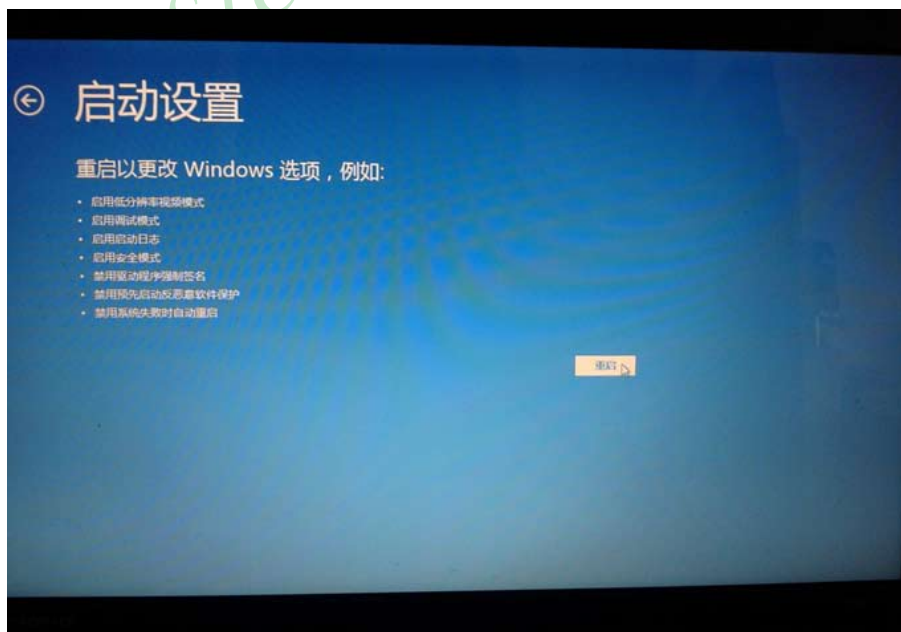 启动设置
重启以更改 Windows 选项，例如:
• 启用低分辨率视频模式
• 启用调试模式
• 启用启动日志
• 启用安全模式
• 禁用驱动程序强制签名
• 禁用预先启动反恶意软件保护
• 禁用系统失败时自动重启
重启